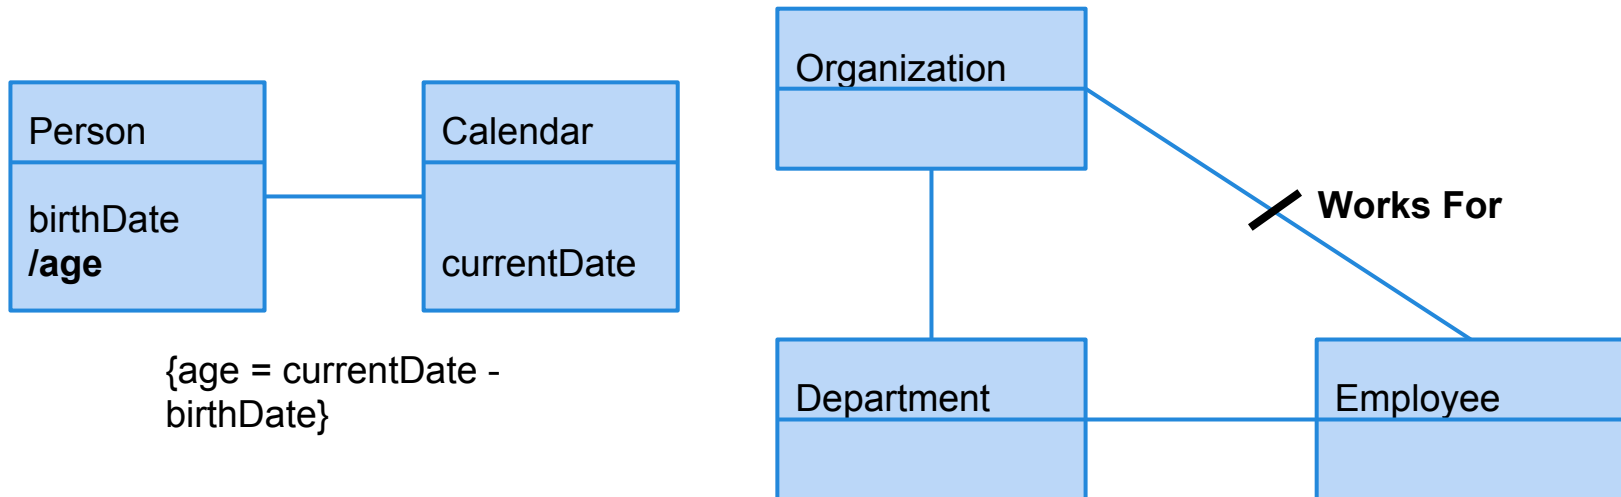 Person
birthDate
/age
Calendar
currentDate
{age = currentDate -
birthDate}
Organization
Works For
Department
Employee